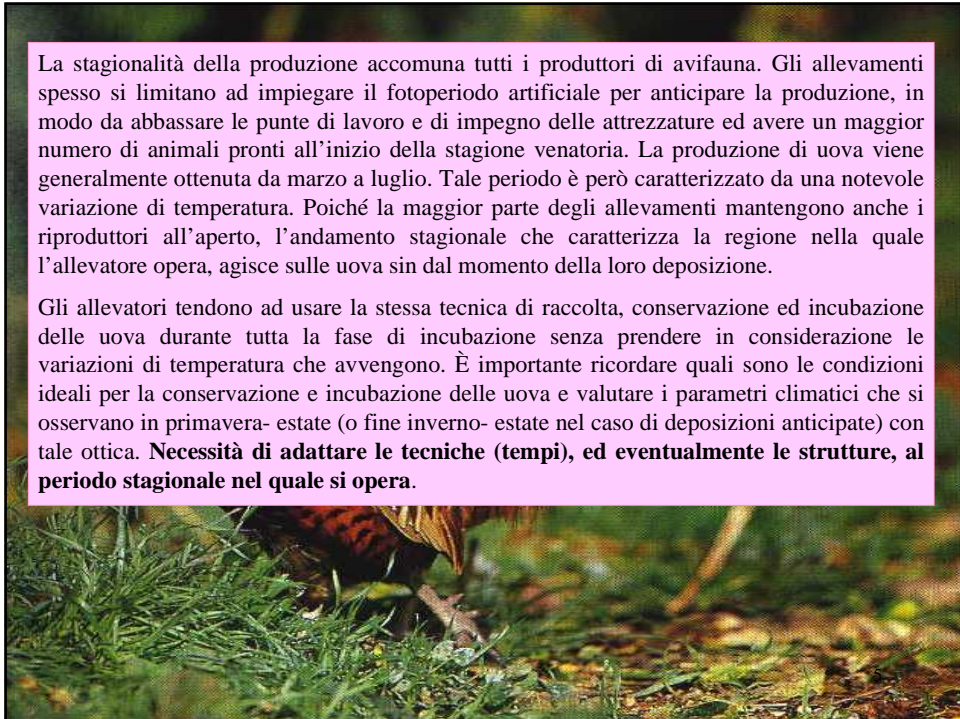 La stagionalità della produzione accomuna tutti i produttori di avifauna. Gli allevamenti
spesso si limitano ad impiegare il fotoperiodo artificiale per anticipare la produzione, in
modo da abbassare le punte di lavoro e di impegno delle attrezzature ed avere un maggior
numero di animali pronti all’inizio della stagione venatoria. La produzione di uova viene
generalmente ottenuta da marzo a luglio. Tale periodo è però caratterizzato da una notevole
variazione di temperatura. Poiché la maggior parte degli allevamenti mantengono anche i
riproduttori all’aperto, l’andamento stagionale che caratterizza la regione nella quale
l’allevatore opera, agisce sulle uova sin dal momento della loro deposizione.
Gli allevatori tendono ad usare la stessa tecnica di raccolta, conservazione ed incubazione
delle uova durante tutta la fase di incubazione senza prendere in considerazione le
variazioni di temperatura che avvengono. È importante ricordare quali sono le condizioni
ideali per la conservazione e incubazione delle uova e valutare i parametri climatici che si
osservano in primavera- estate (o fine inverno- estate nel caso di deposizioni anticipate) con
tale ottica. Necessità di adattare le tecniche (tempi), ed eventualmente le strutture, al
periodo stagionale nel quale si opera.